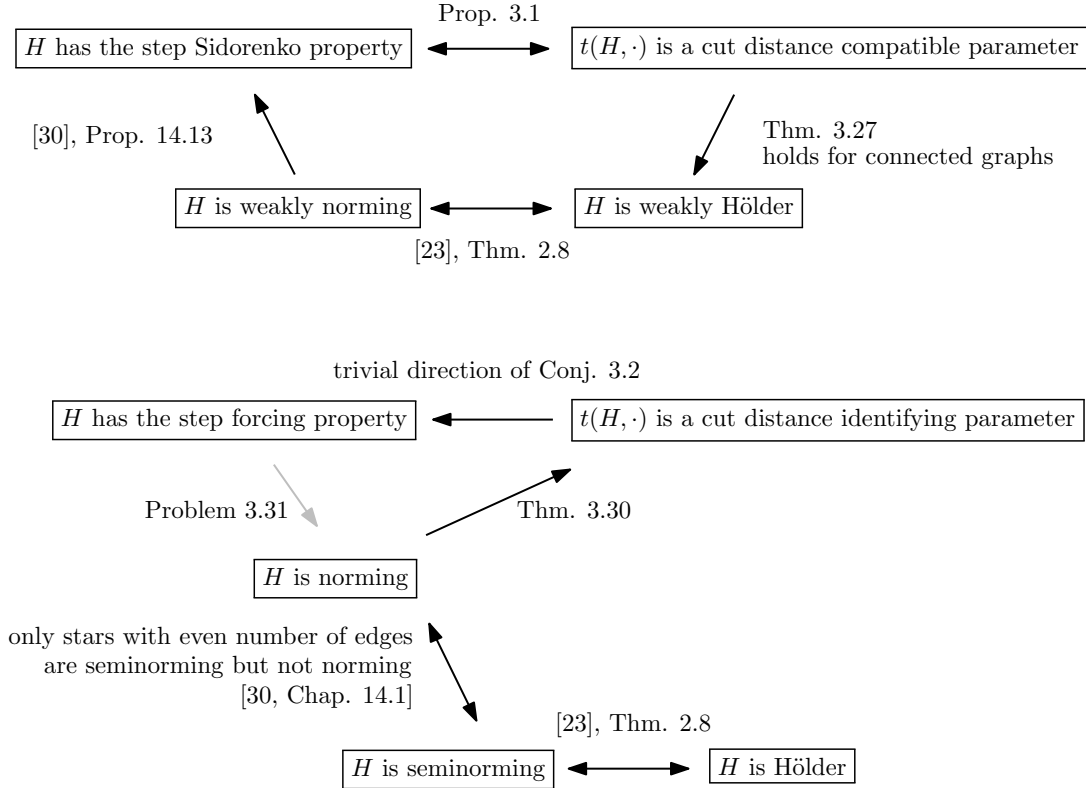 Prop. 3.1
H has the step Sidorenko property
t(H, ·) is a cut distance compatible parameter
[30], Prop. 14.13
Thm. 3.27
holds for connected graphs
H is weakly norming
H is weakly Hölder
[23], Thm. 2.8
trivial direction of Conj. 3.2
H has the step forcing property
t(H, ·) is a cut distance identifying parameter
Problem 3.31
Thm. 3.30
H is norming
only stars with even number of edges
are seminorming but not norming
[30, Chap. 14.1]
[23], Thm. 2.8
H is seminorming
H is Hölder